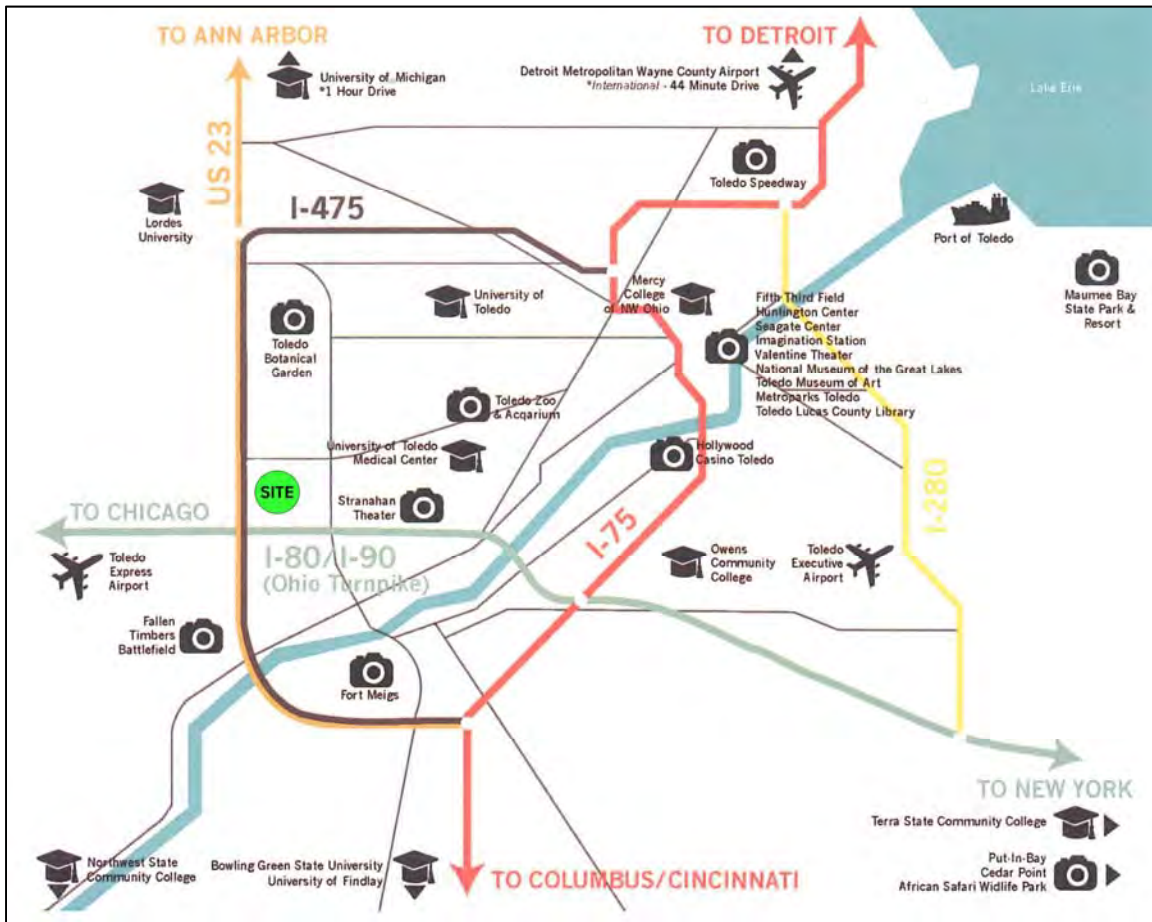 TO ANN ARBOR
TO DETROIT
University of Michigan
*1 Hour Drive
Detroit Metropolitan Wayne County Airport
*International - 44 Minute Drive
Lake Erie
US 23
Toledo Speedway
Lordes
University
I-475
Port of Toledo
Mercy
College
of NW Ohio
University of
Toledo
Maumee Bay
State Park &
Resort
Fifth Third Field
Huntington Center
Seagate Center
Imagination Station
Valentine Theater
National Museum of the Great Lakes
Toledo Museum of Art
Metroparks Toledo
Toledo Lucas County Library
Toledo
Botanical
Garden
Toledo Zoo
& Acqarium
University of Toledo
Medical Center
Hollywood
Casino Toledo
SITE
Stranahan
Theater
TO CHICAGO
I-80/I-90
(Ohio Turnpike)
I-75
I-280
Toledo
Express
Airport
Owens
Community
College
Toledo
Executive
Airport
Fallen
Timbers
Battlefield
Fort Meigs
TO NEW YORK
Terra State Community College
Northwest State
Community College
Bowling Green State University
University of Findlay
TO COLUMBUS/CINCINNATI
Put-In-Bay
Cedar Point
African Safari Widlife Park